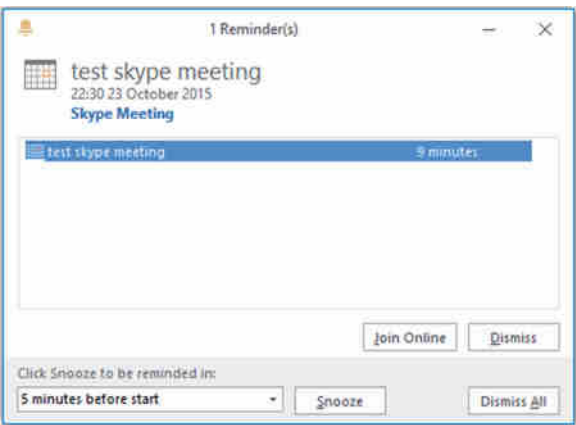 1 Reminder(s)
test skype meeting
22:30 23 October 2015
Skype Meeting
test skype meeting 9 minutes
Join Online Dismiss
Click Snooze to be reminded in:
5 minutes before start Snooze Dismiss All